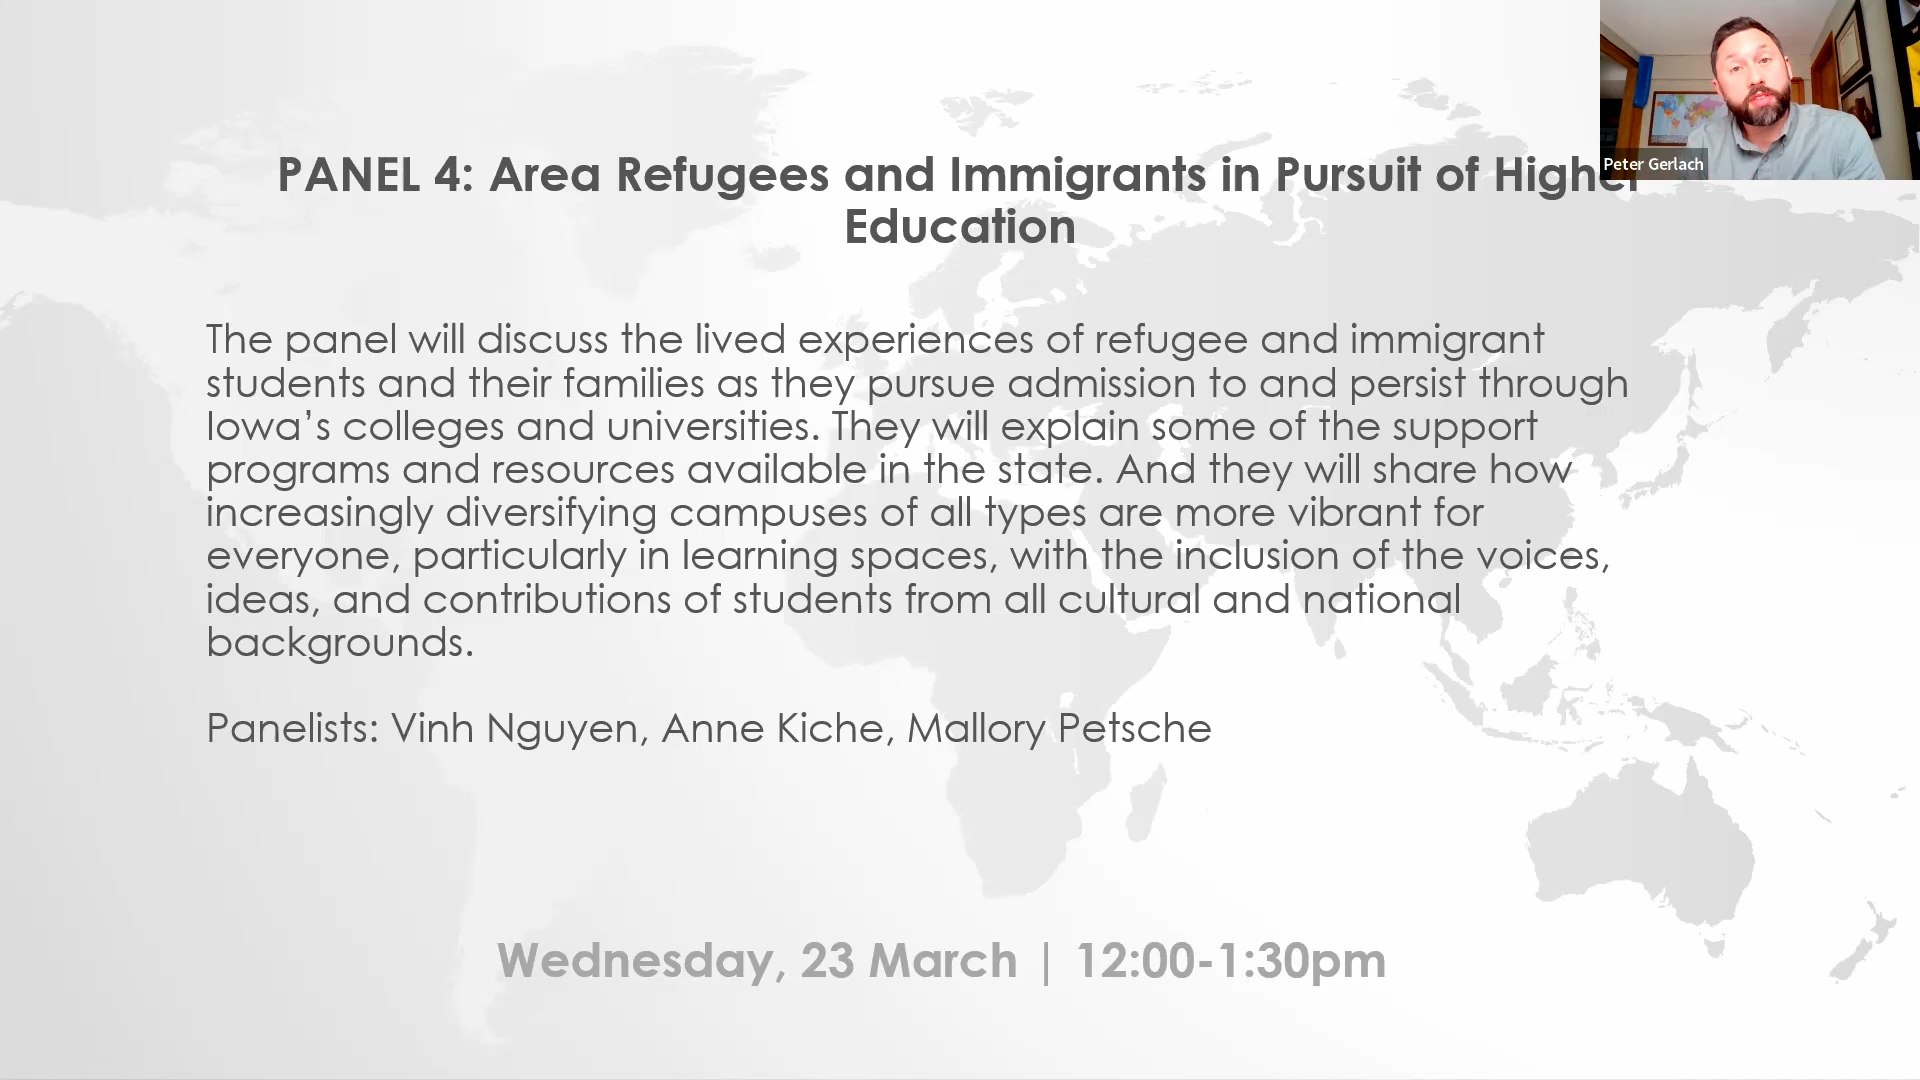 PANEL 4: Area Refugees and Immigrants in Pursuit of Higher
Education
Peter Gerlach
The panel will discuss the lived experiences of refugee and immigrant
students and their families as they pursue admission to and persist through
Iowa’s colleges and universities. They will explain some of the support
programs and resources available in the state. And they will share how
increasingly diversifying campuses of all types are more vibrant for
everyone, particularly in learning spaces, with the inclusion of the voices,
ideas, and contributions of students from all cultural and national
backgrounds.
Panelists: Vinh Nguyen, Anne Kiche, Mallory Petsche
Wednesday, 23 March | 12:00-1:30pm